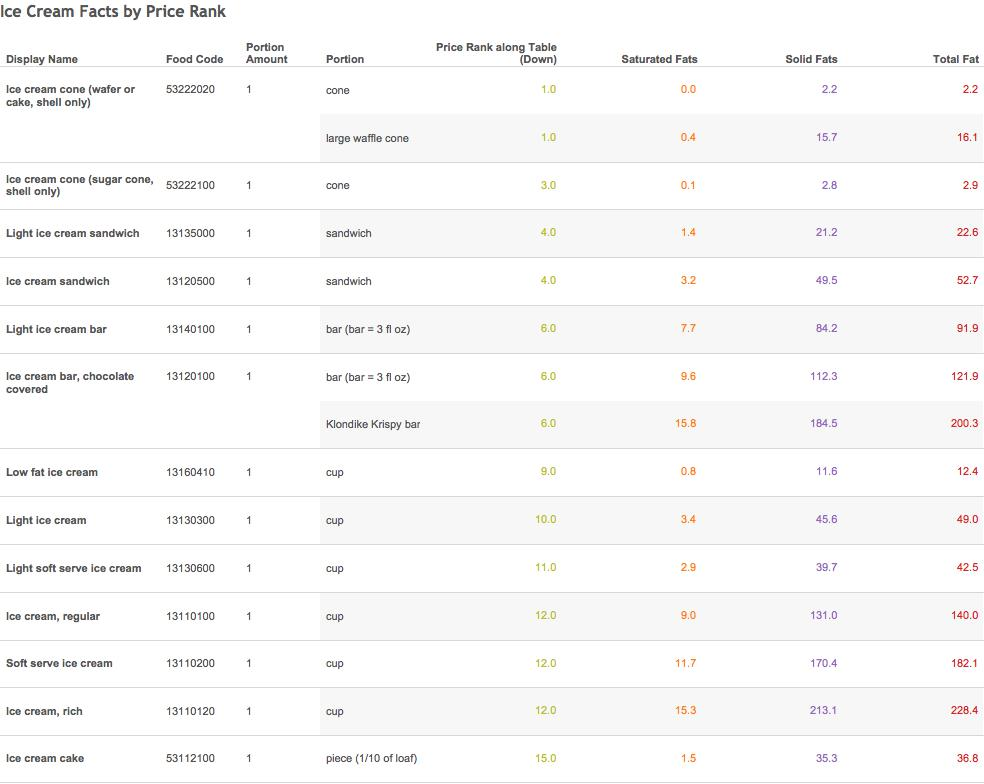 Ice Cream Facts by Price Rank
Display Name Food Code Portion Amount Portion Price Rank along Table (Down) Saturated Fats Solid Fats Total Fat
Ice cream cone (wafer or cake, shell only) 53222020 1 cone 1.0 0.0 2.2 2.2
large waffle cone 1.0 0.4 15.7 16.1
Ice cream cone (sugar cone, shell only) 53222100 1 cone 3.0 0.1 2.8 2.9
Light ice cream sandwich 13135000 1 sandwich 4.0 1.4 21.2 22.6
Ice cream sandwich 13120500 1 sandwich 4.0 3.2 49.5 52.7
Light ice cream bar 13140100 1 bar (bar = 3 fl oz) 6.0 7.7 84.2 91.9
Ice cream bar, chocolate covered 13120100 1 bar (bar = 3 fl oz) 6.0 9.6 112.3 121.9
Klondike Krispy bar 6.0 15.8 184.5 200.3
Low fat ice cream 13160410 1 cup 9.0 0.8 11.6 12.4
Light ice cream 13130300 1 cup 10.0 3.4 45.6 49.0
Light soft serve ice cream 13130600 1 cup 11.0 2.9 39.7 42.5
Ice cream, regular 13110100 1 cup 12.0 9.0 131.0 140.0
Soft serve ice cream 13110200 1 cup 12.0 11.7 170.4 182.1
Ice cream, rich 13110120 1 cup 12.0 15.3 213.1 228.4
Ice cream cake 53112100 1 piece (1/10 of loaf) 15.0 1.5 35.3 36.8